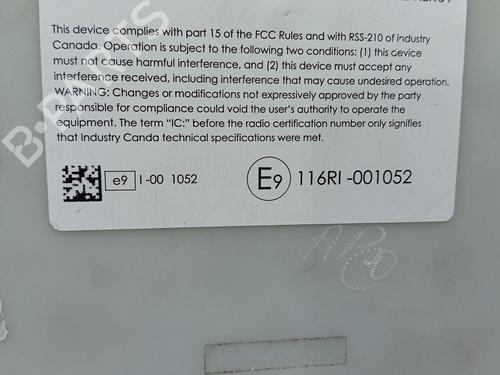 This device complies with part 15 of the FCC Rules and with RSS-210 of Industry
Canada. Operation is subject to the following two conditions: (1) this device
must not cause harmful interference, and (2) this device must accept any
interference received, including interference that may cause undesired operation.
WARNING: Changes or modifications not expressively approved by the party
responsible for compliance could void the user's authority to operate the
equipment. The term "IC:" before the radio certification number only signifies
that Industry Canda technical specifications were met.
e9 I-00 1052
E9 116RI-001052
B-PARTS